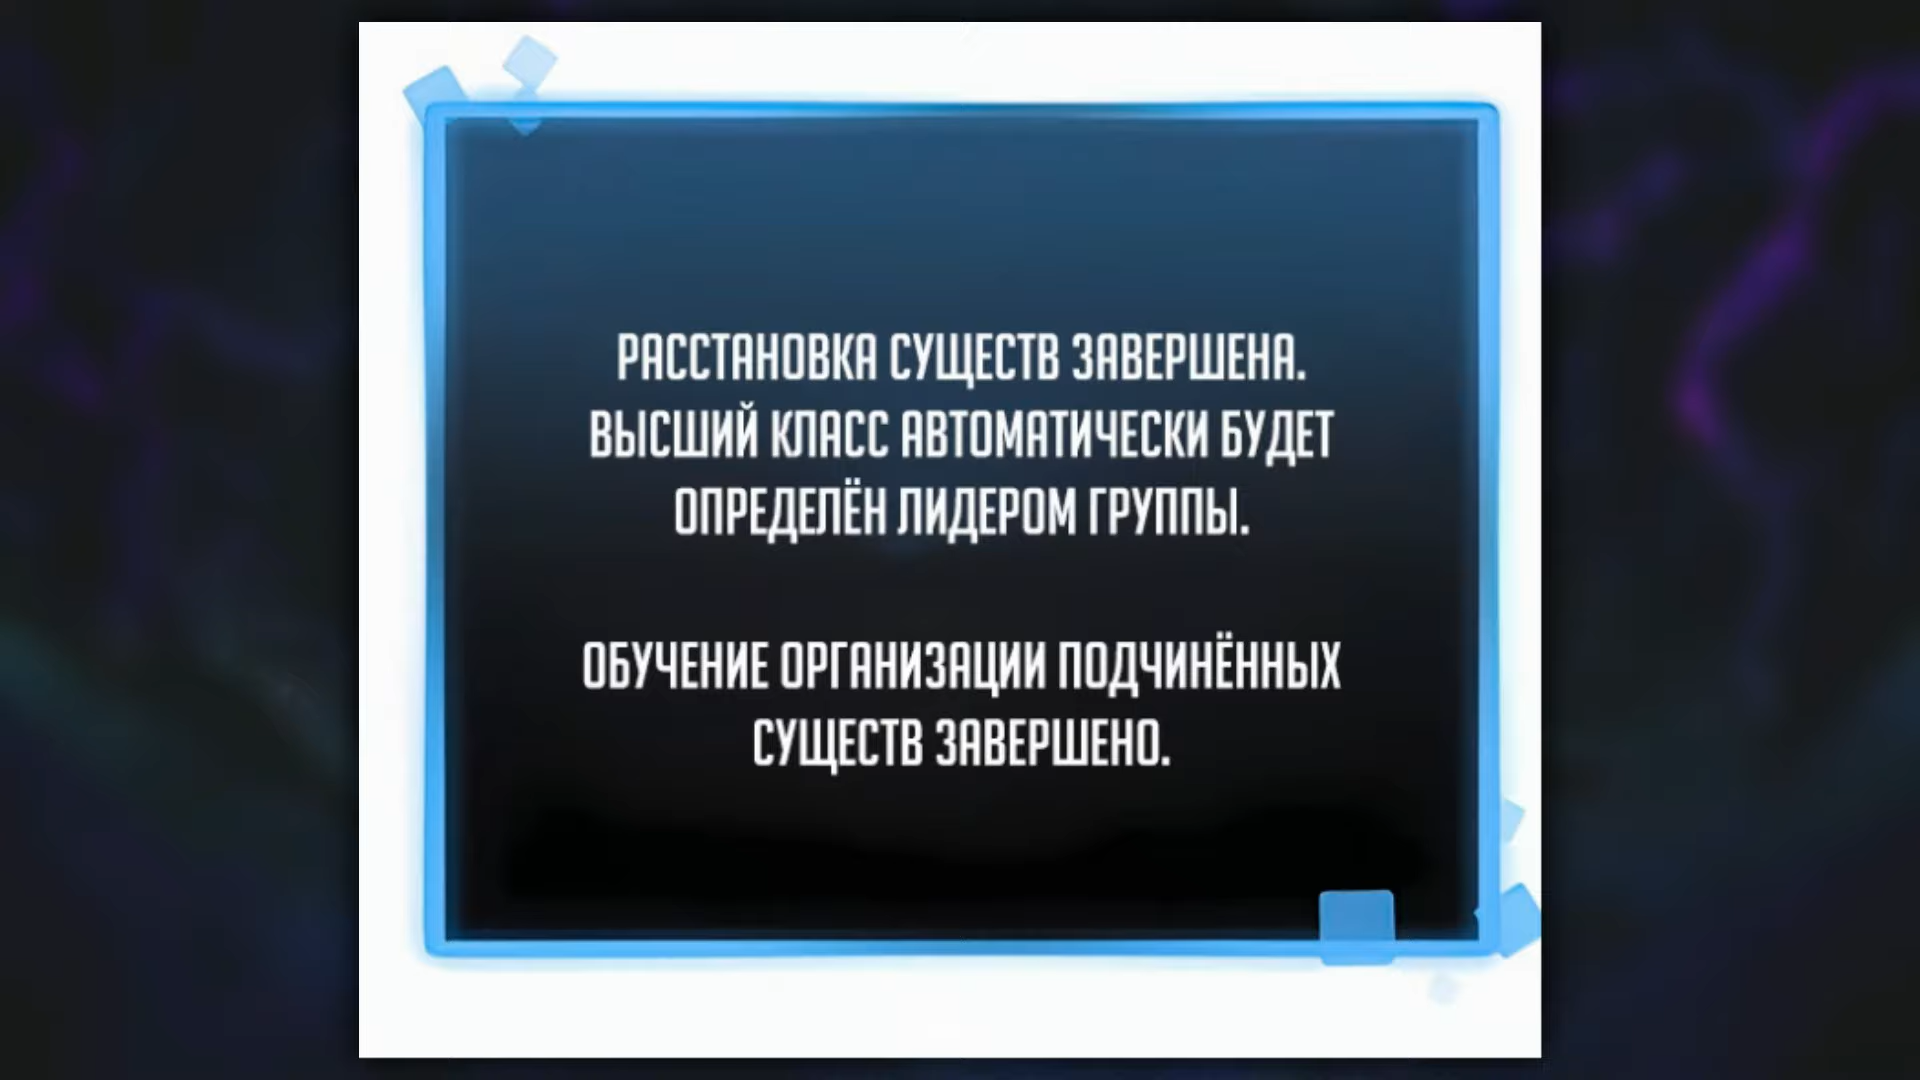 РАССТАНОВКА СУЩЕСТВ ЗАВЕРШЕНА.
ВЫСШИЙ КЛАСС АВТОМАТИЧЕСКИ БУДЕТ
ОПРЕДЕЛЁН ЛИДЕРОМ ГРУППЫ.
ОБУЧЕНИЕ ОРГАНИЗАЦИИ ПОДЧИНЁННЫХ
СУЩЕСТВ ЗАВЕРШЕНО.